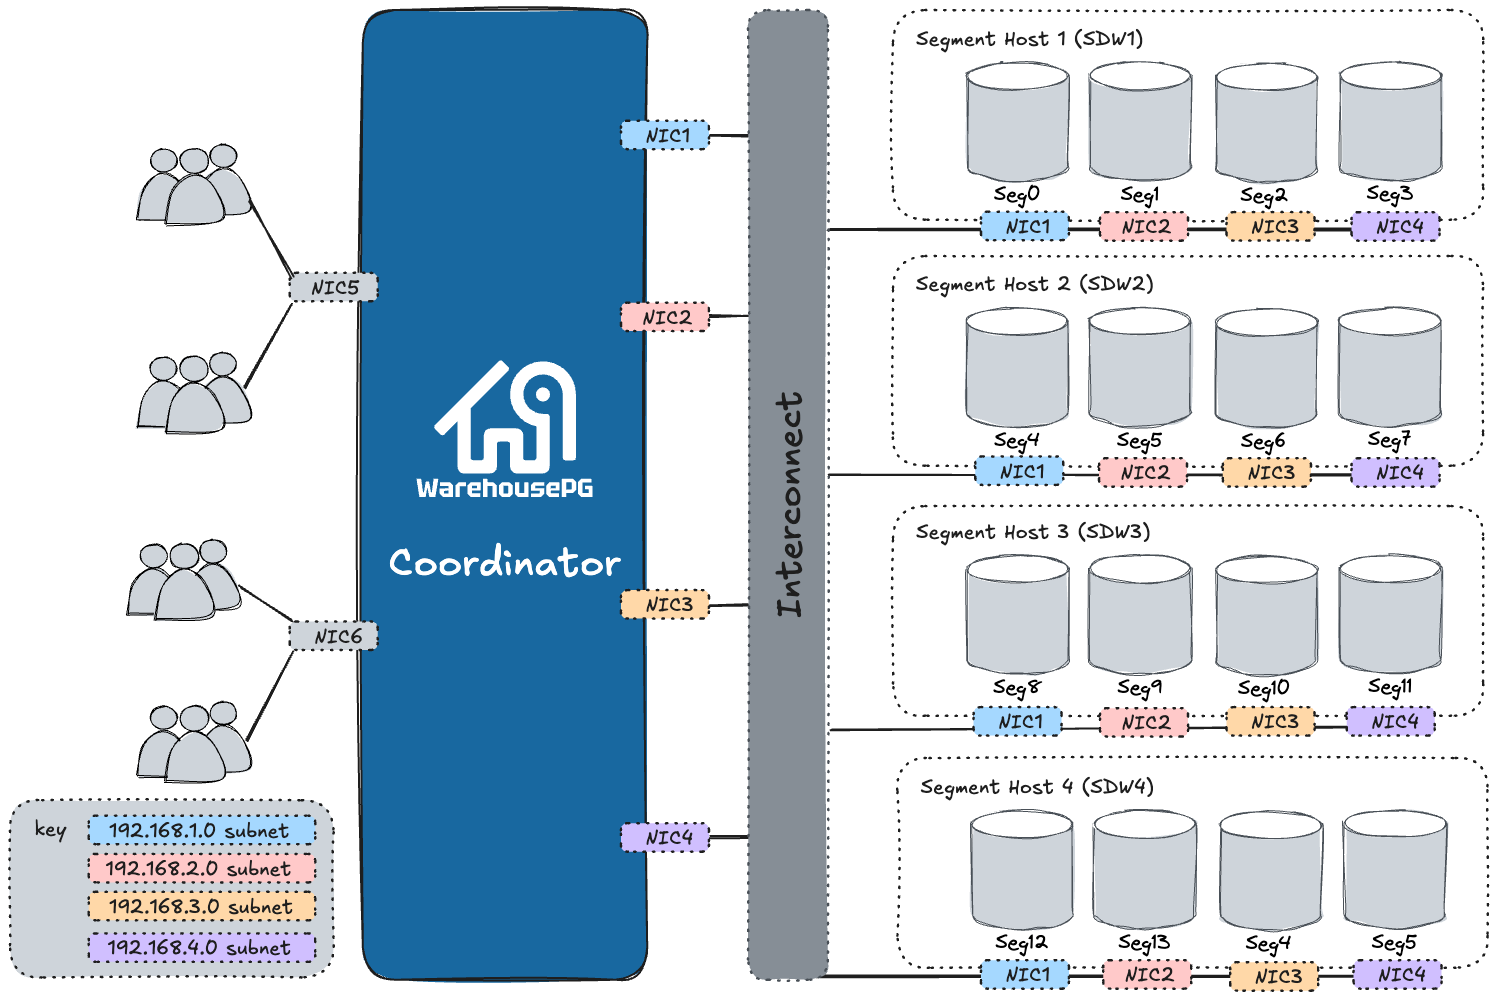 NIC5
NIC6
key
192.168.1.0 subnet
192.168.2.0 subnet
192.168.3.0 subnet
192.168.4.0 subnet
WarehousePG
Coordinator
NIC1
NIC2
NIC3
NIC4
Interconnect
Segment Host 1 (SDW1)
Seg0 Seg1 Seg2 Seg3
NIC1 NIC2 NIC3 NIC4
Segment Host 2 (SDW2)
Seg4 Seg5 Seg6 Seg7
NIC1 NIC2 NIC3 NIC4
Segment Host 3 (SDW3)
Seg8 Seg9 Seg10 Seg11
NIC1 NIC2 NIC3 NIC4
Segment Host 4 (SDW4)
Seg12 Seg13 Seg4 Seg5
NIC1 NIC2 NIC3 NIC4